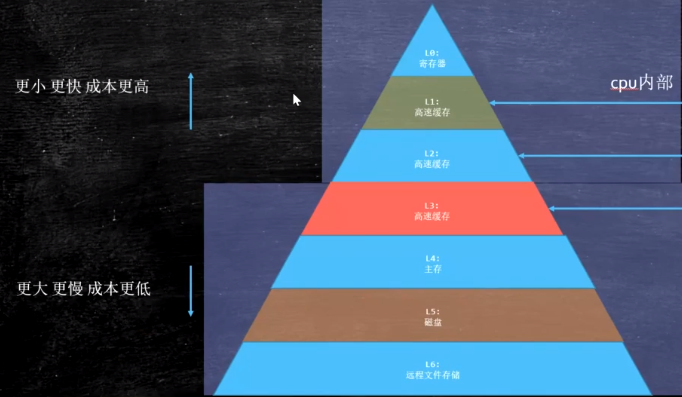 L0:
寄存器
更小 更快 成本更高
cpu内部
L1:
高速缓存
L2:
高速缓存
L3:
高速缓存
L4:
主存
更大 更慢 成本更低
L5:
磁盘
L6:
远程文件存储